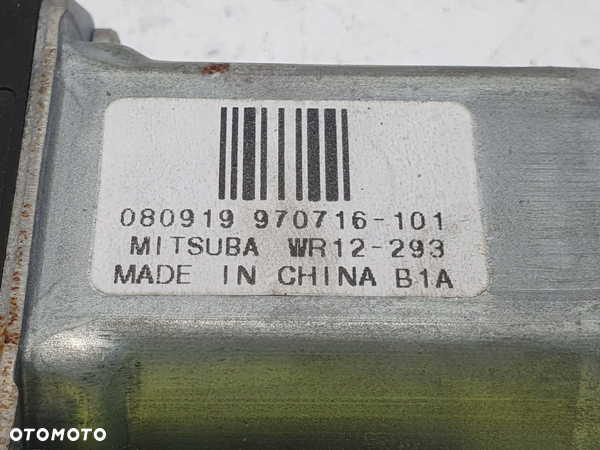 080919 970716-101
MITSUBA WR12-293
MADE IN CHINA B1A
OTOMOTO